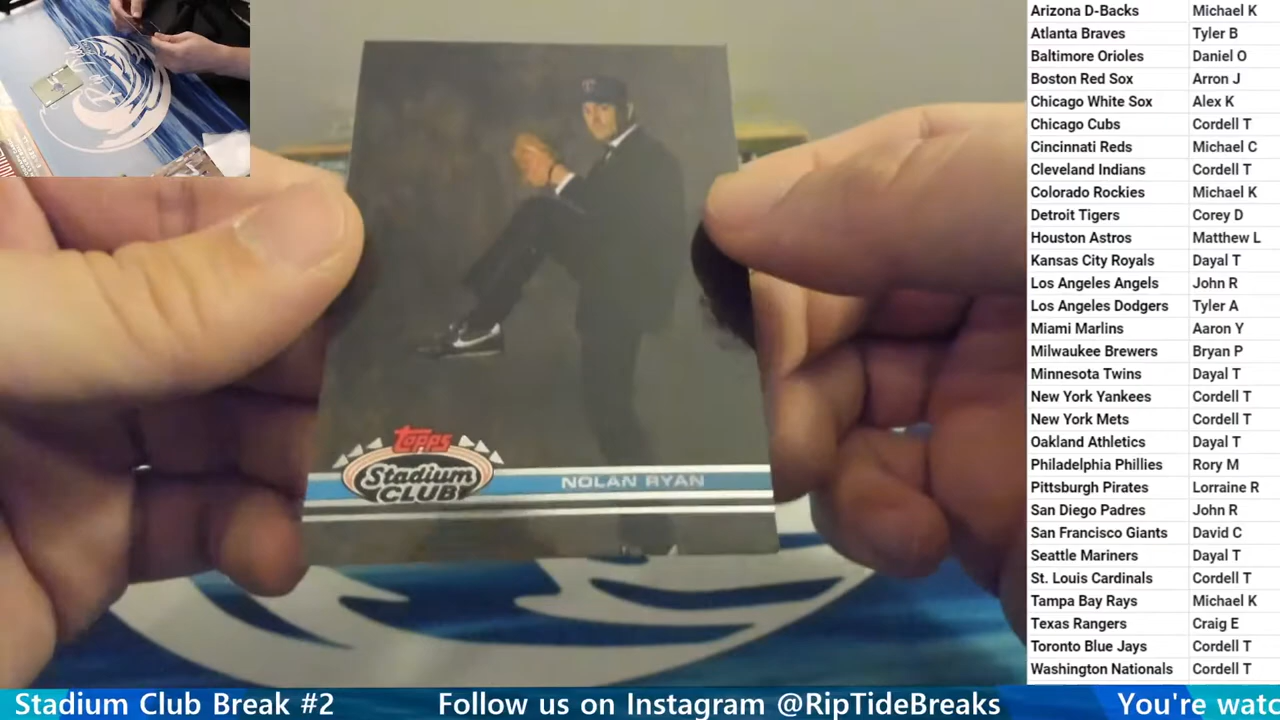 Topps
Stadium
CLUB
NOLAN RYAN
Arizona D-Backs Michael K
Atlanta Braves Tyler B
Baltimore Orioles Daniel O
Boston Red Sox Arron J
Chicago White Sox Alex K
Chicago Cubs Cordell T
Cincinnati Reds Michael C
Cleveland Indians Cordell T
Colorado Rockies Michael K
Detroit Tigers Corey D
Houston Astros Matthew L
Kansas City Royals Dayal T
Los Angeles Angels John R
Los Angeles Dodgers Tyler A
Miami Marlins Aaron Y
Milwaukee Brewers Bryan P
Minnesota Twins Dayal T
New York Yankees Cordell T
New York Mets Cordell T
Oakland Athletics Dayal T
Philadelphia Phillies Rory M
Pittsburgh Pirates Lorraine R
San Diego Padres John R
San Francisco Giants David C
Seattle Mariners Dayal T
St. Louis Cardinals Cordell T
Tampa Bay Rays Michael K
Texas Rangers Craig E
Toronto Blue Jays Cordell T
Washington Nationals Cordell T
Stadium Club Break #2 Follow us on Instagram @RipTideBreaks You're watc